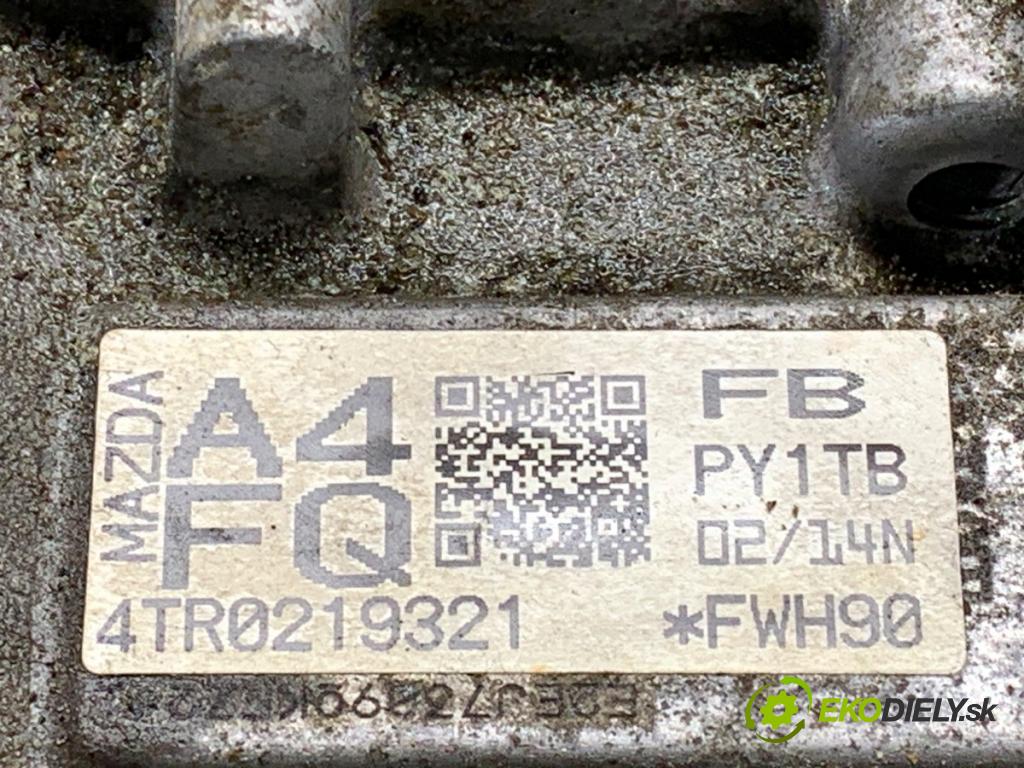 MAZDA
A4
FQ
FB
PY1TB
02/14N
4TR0219321
*FWH90
EKODIELY.sk